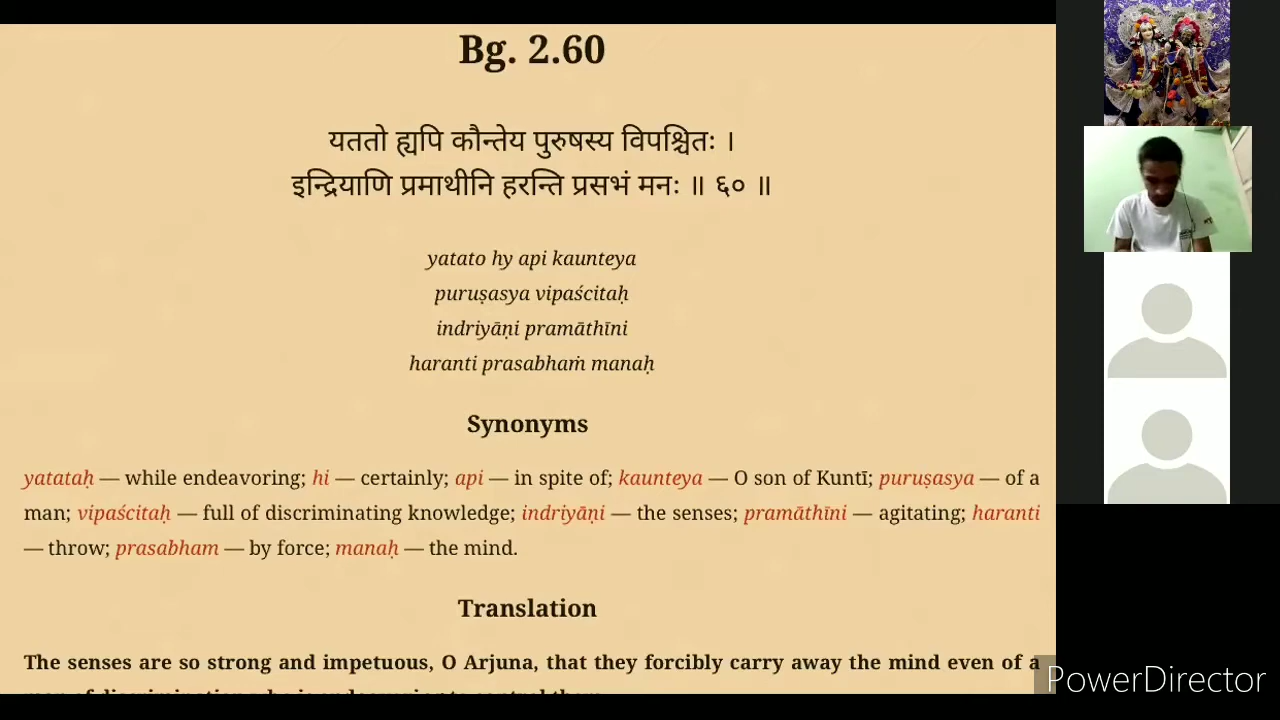 Bg. 2.60
यततो ह्यपि कौन्तेय पुरुषस्य विपश्चितः ।
इन्द्रियाणि प्रमाथीनि हरन्ति प्रसभं मनः ॥ ६० ॥
yatato hy api kaunteya
puruṣasya vipaścitaḥ
indriyāṇi pramāthīni
haranti prasabhaṁ manaḥ
Synonyms
yatataḥ — while endeavoring; hi — certainly; api — in spite of; kaunteya — O son of Kuntī; puruṣasya — of a
man; vipaścitaḥ — full of discriminating knowledge; indriyāṇi — the senses; pramāthīni — agitating; haranti
— throw; prasabham — by force; manaḥ — the mind.
Translation
The senses are so strong and impetuous, O Arjuna, that they forcibly carry away the mind even of a
PowerDirector